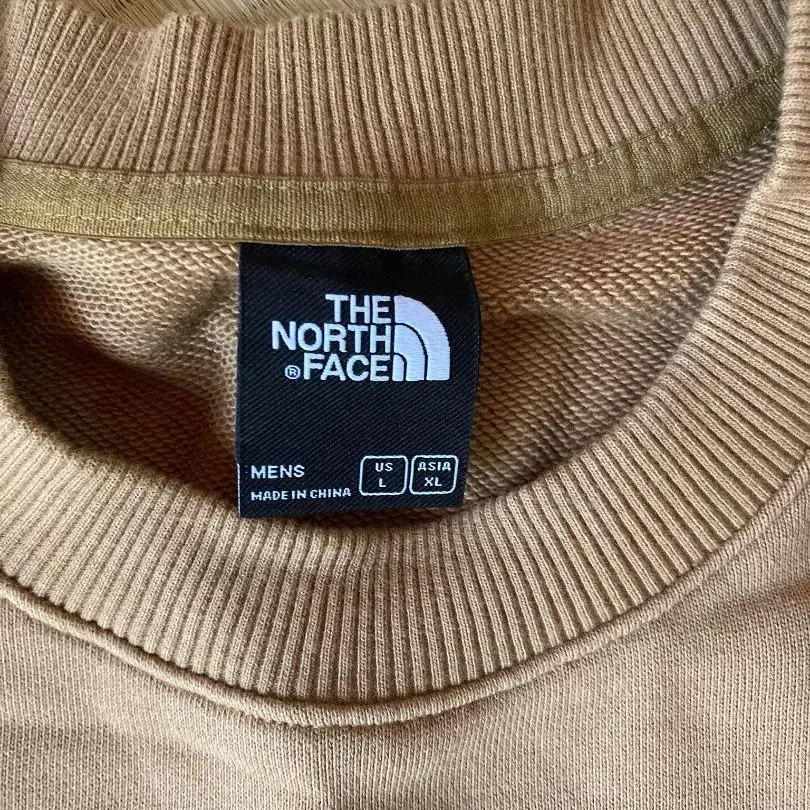 THE
NORTH
® FACE
MENS
US
L
ASIA
XL
MADE IN CHINA